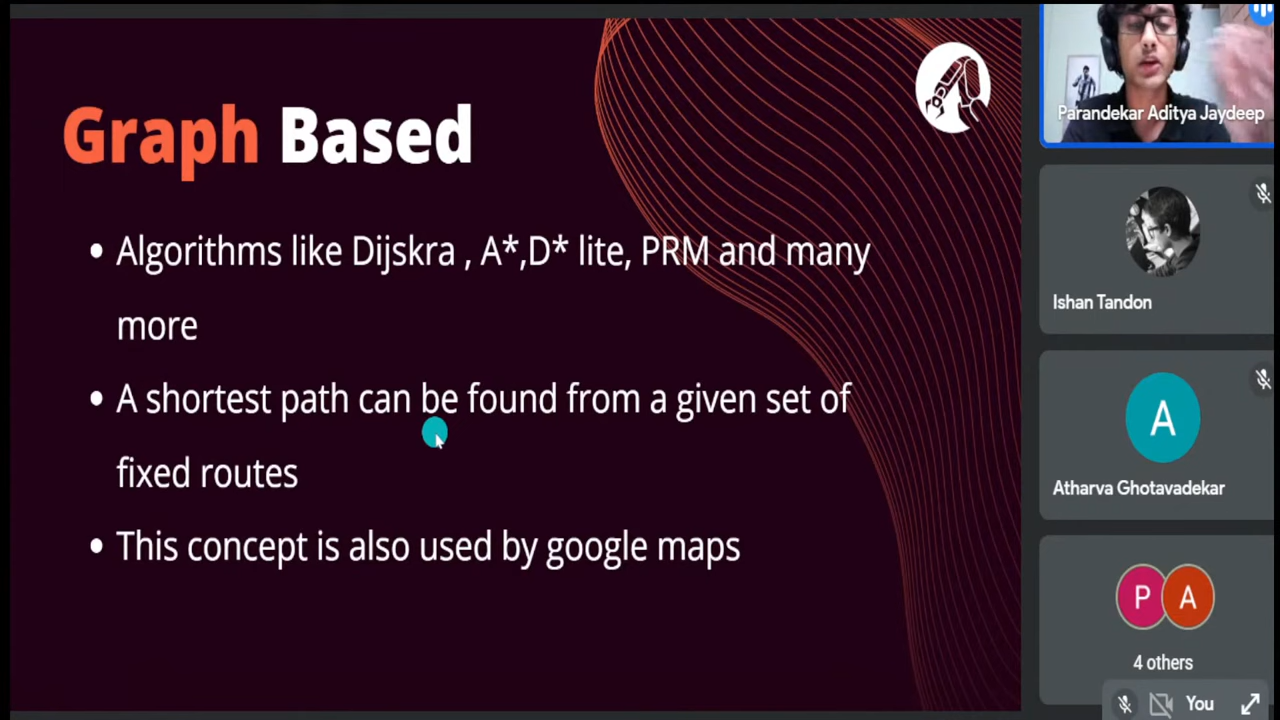 Graph Based
• Algorithms like Dijskra , A*,D* lite, PRM and many
more
• A shortest path can be found from a given set of
fixed routes
• This concept is also used by google maps
Parandekar Aditya Jaydeep
Ishan Tandon
A
Atharva Ghotavadekar
P A
4 others
You